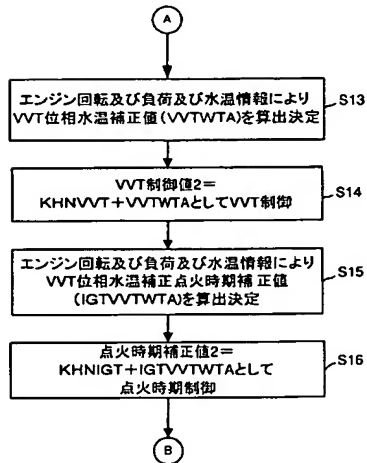 A
エンジン回転及び負荷及び水温情報により
VVT位相水温補正値(VVTWTA)を算出決定
S13
VVT制御値2=
KHNVVT+VVTWTAとしてVVT制御
S14
エンジン回転及び負荷及び水温情報により
VVT位相水温補正点火時期補正値
(IGTVVTWTA)を算出決定
S15
点火時期補正値2=
KHNIGT+IGTVVTWTAとして
点火時期制御
S16
B